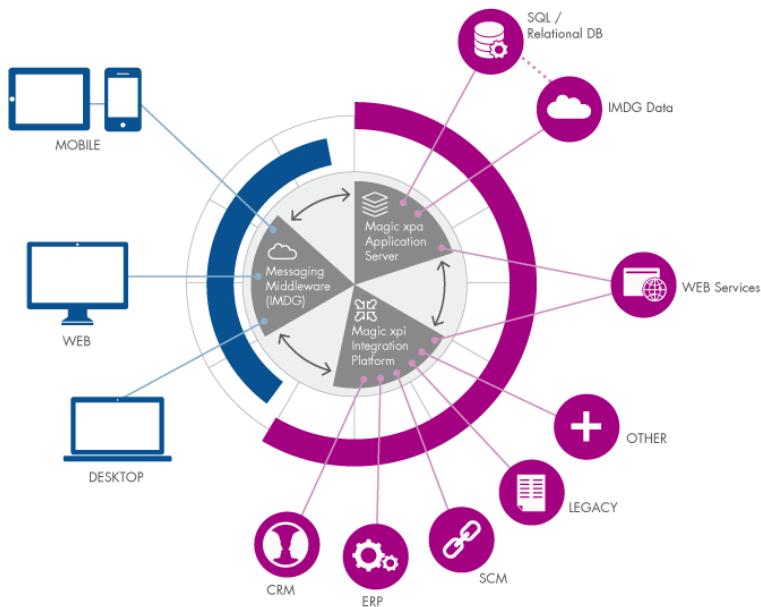 SQL /
Relational DB
IMDG Data
MOBILE
Magic xpa
Application
Server
Messaging
Middleware
(IMDG)
WEB Services
Magic xpi
Integration
Platform
WEB
OTHER
DESKTOP
LEGACY
SCM
CRM
ERP